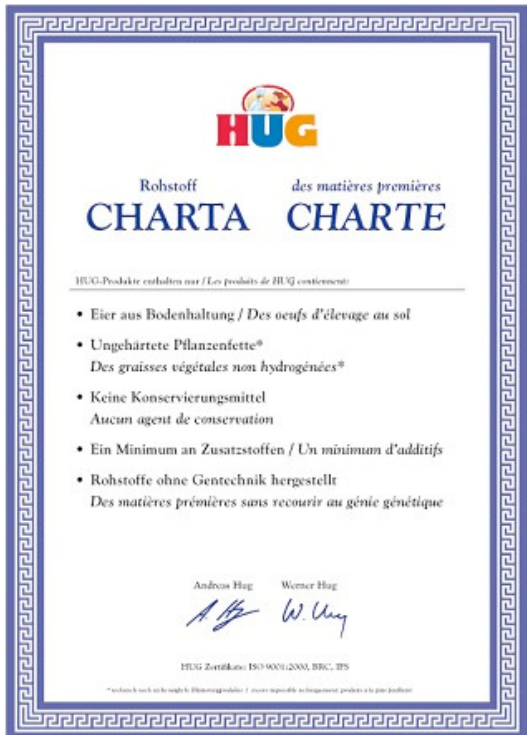 HUG
Rohstoff
CHARTA
des matières premières
CHARTE
HUG-Produkte enthalten nur / Les produits de HUG contiennent:
• Eier aus Bodenhaltung / Des oeufs d'élevage au sol
• Ungehärtete Pflanzenfette*
Des graisses végétales non hydrogénées*
• Keine Konservierungsmittel
Aucun agent de conservation
• Ein Minimum an Zusatzstoffen / Un minimum d'additifs
• Rohstoffe ohne Gentechnik hergestellt
Des matières prémières sans recourir au génie génétique
Andreas Hug Werner Hug
A. Hug W. Hug
HUG Zertifikate: ISO 9001:2000, BRC, IFS